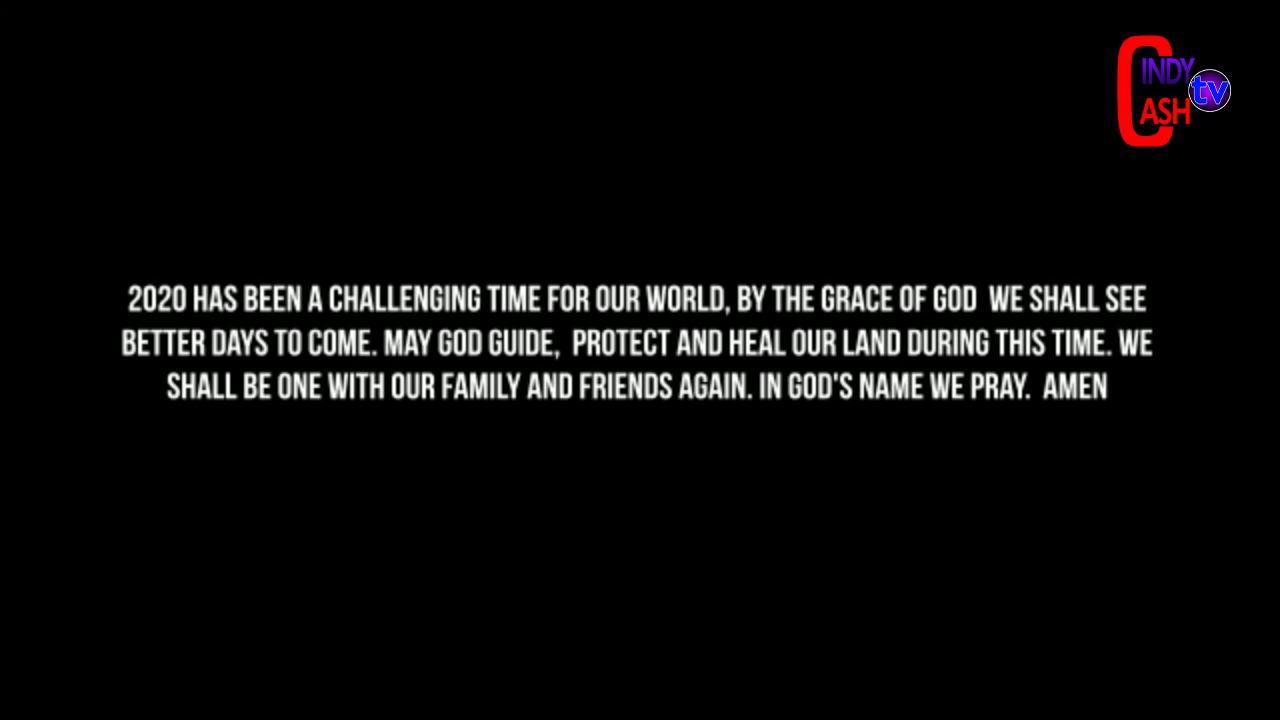 CINDY
CASH
tv
2020 HAS BEEN A CHALLENGING TIME FOR OUR WORLD, BY THE GRACE OF GOD  WE SHALL SEE
BETTER DAYS TO COME. MAY GOD GUIDE,  PROTECT AND HEAL OUR LAND DURING THIS TIME. WE
SHALL BE ONE WITH OUR FAMILY AND FRIENDS AGAIN. IN GOD'S NAME WE PRAY.  AMEN